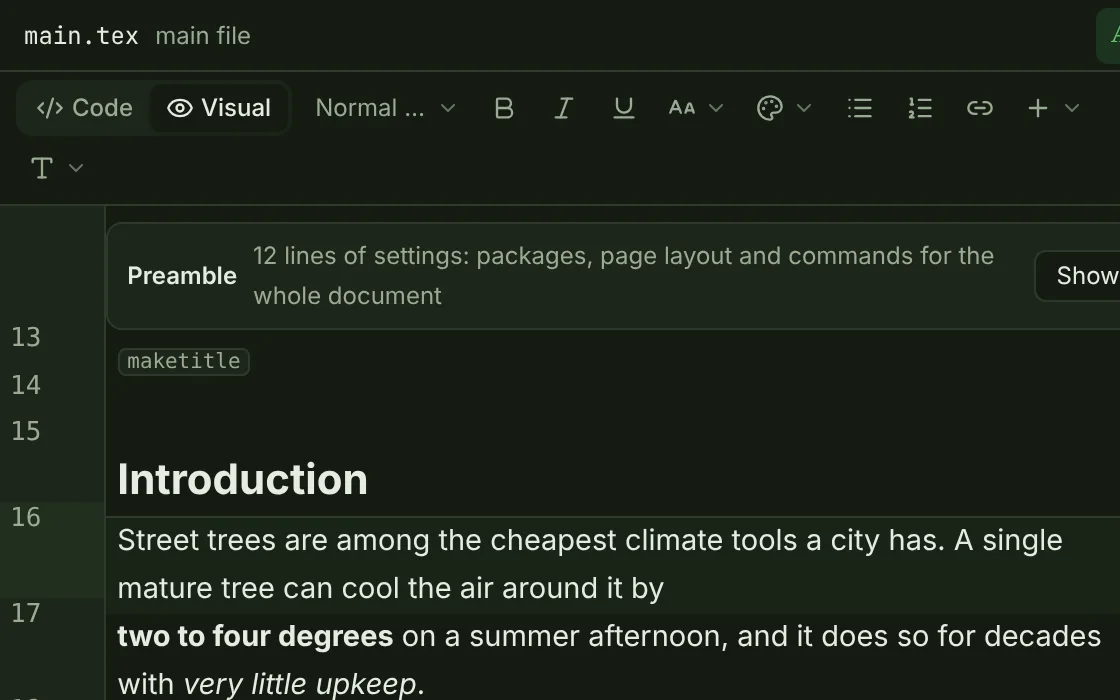 main.tex main file
Code Visual Normal ... B I U AA
T
Preamble 12 lines of settings: packages, page layout and commands for the whole document Show
13
maketitle
14
15
Introduction
16
Street trees are among the cheapest climate tools a city has. A single
mature tree can cool the air around it by
17
two to four degrees on a summer afternoon, and it does so for decades
with very little upkeep.